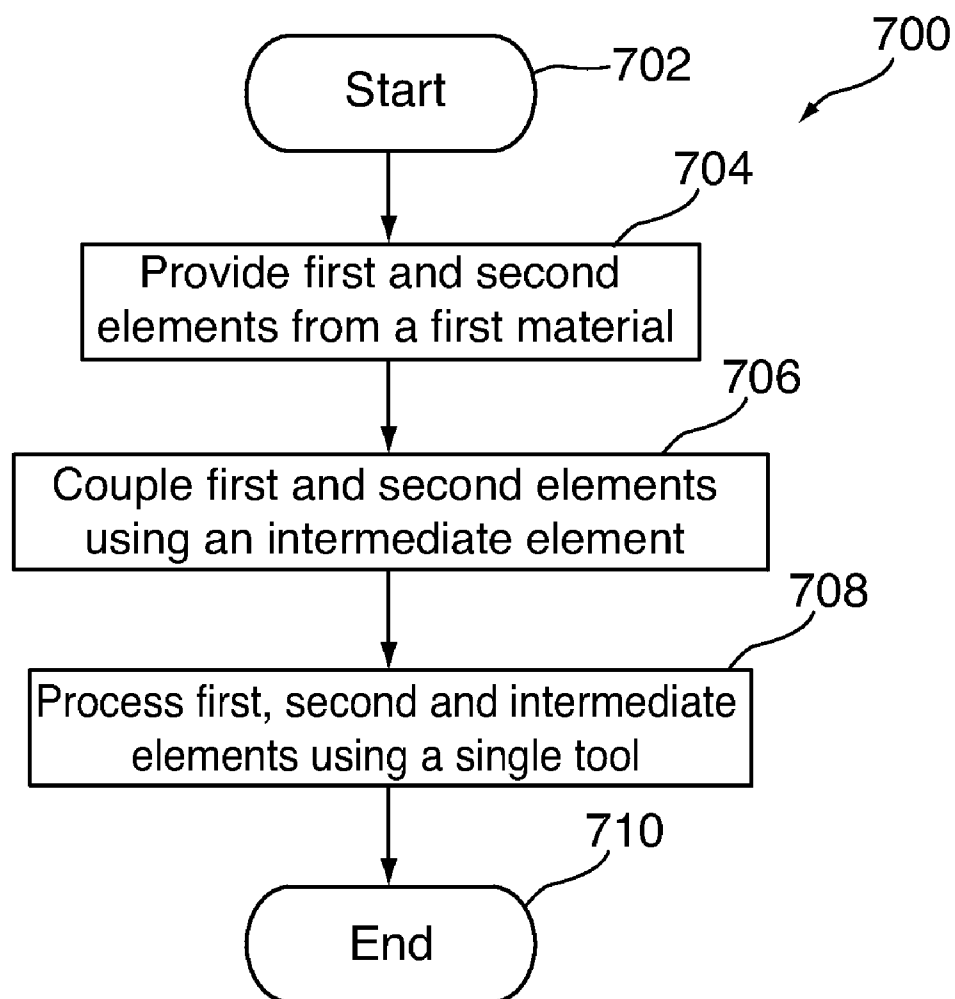 700
Start
702
704
Provide first and second
elements from a first material
706
Couple first and second elements
using an intermediate element
708
Process first, second and intermediate
elements using a single tool
710
End